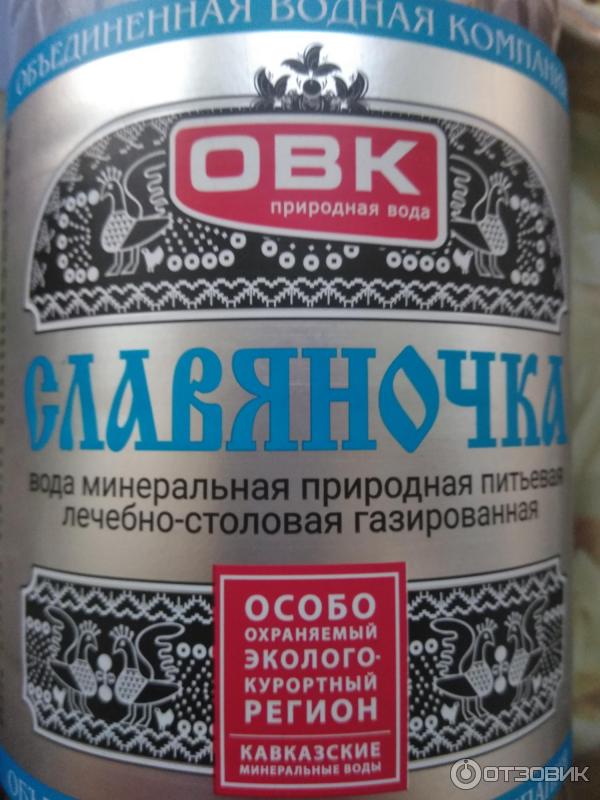 ОБЪЕДИНЕННАЯ ВОДНАЯ КОМПАНИЯ
ОВК
природная вода
СЛАВЯНОЧКА
вода минеральная природная питьевая
лечебно-столовая газированная
ОСОБО
ОХРАНЯЕМЫЙ
ЭКОЛОГО-
КУРОРТНЫЙ
РЕГИОН
КАВКАЗСКИЕ
МИНЕРАЛЬНЫЕ ВОДЫ
ОТЗОВИК